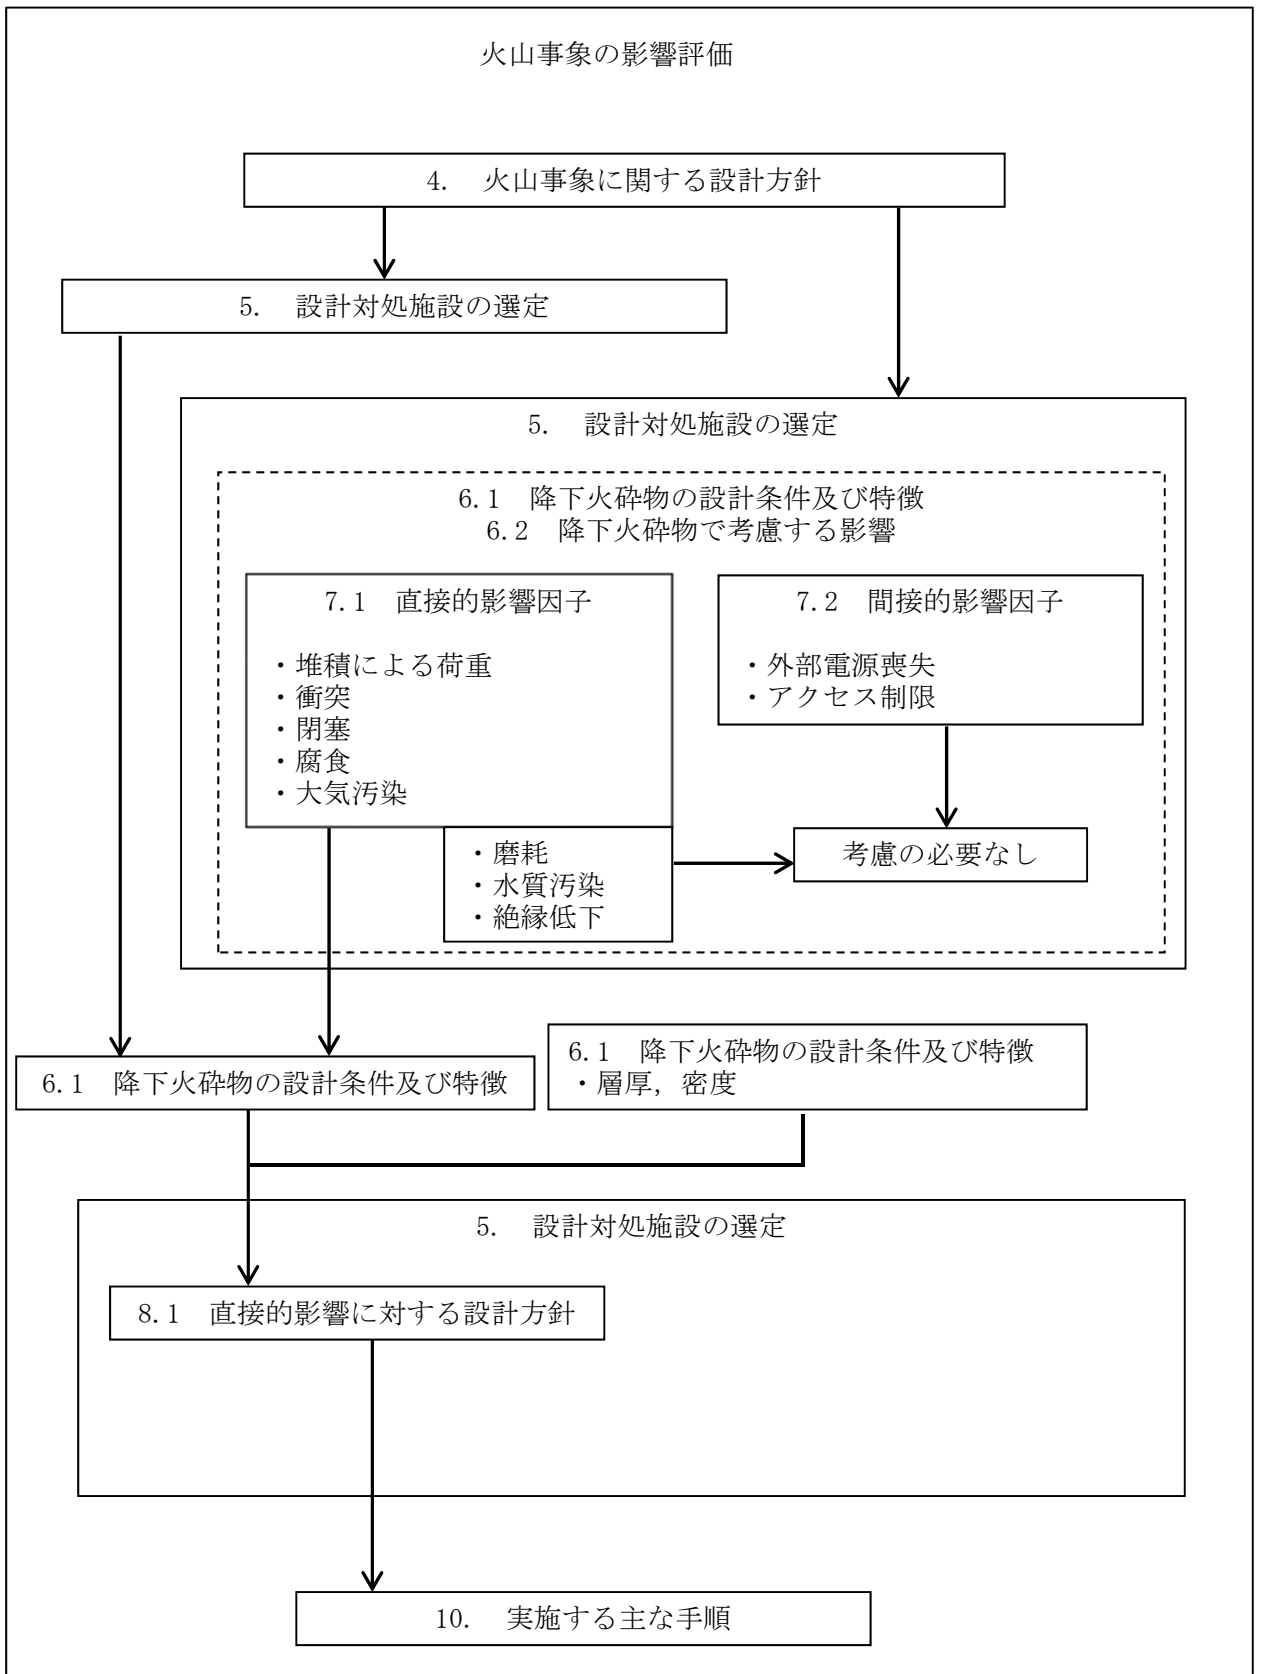 火山事象の影響評価
4.　火山事象に関する設計方針
5.　設計対処施設の選定
5.　設計対処施設の選定
6.1　降下火砕物の設計条件及び特徴
6.2　降下火砕物で考慮する影響
7.1　直接的影響因子
・堆積による荷重
・衝突
・閉塞
・腐食
・大気汚染
7.2　間接的影響因子
・外部電源喪失
・アクセス制限
・磨耗
・水質汚染
・絶縁低下
考慮の必要なし
6.1　降下火砕物の設計条件及び特徴
6.1　降下火砕物の設計条件及び特徴
・層厚，密度
5.　設計対処施設の選定
8.1　直接的影響に対する設計方針
10.　実施する主な手順